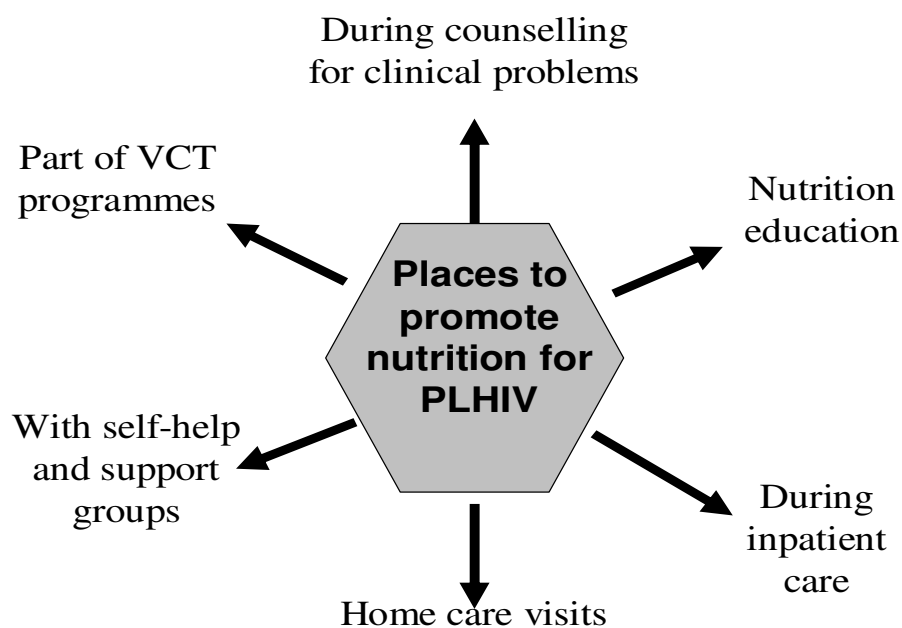 During counselling
for clinical problems
Part of VCT
programmes
Nutrition
education
Places to
promote
nutrition for
PLHIV
With self-help
and support
groups
During
inpatient
care
Home care visits